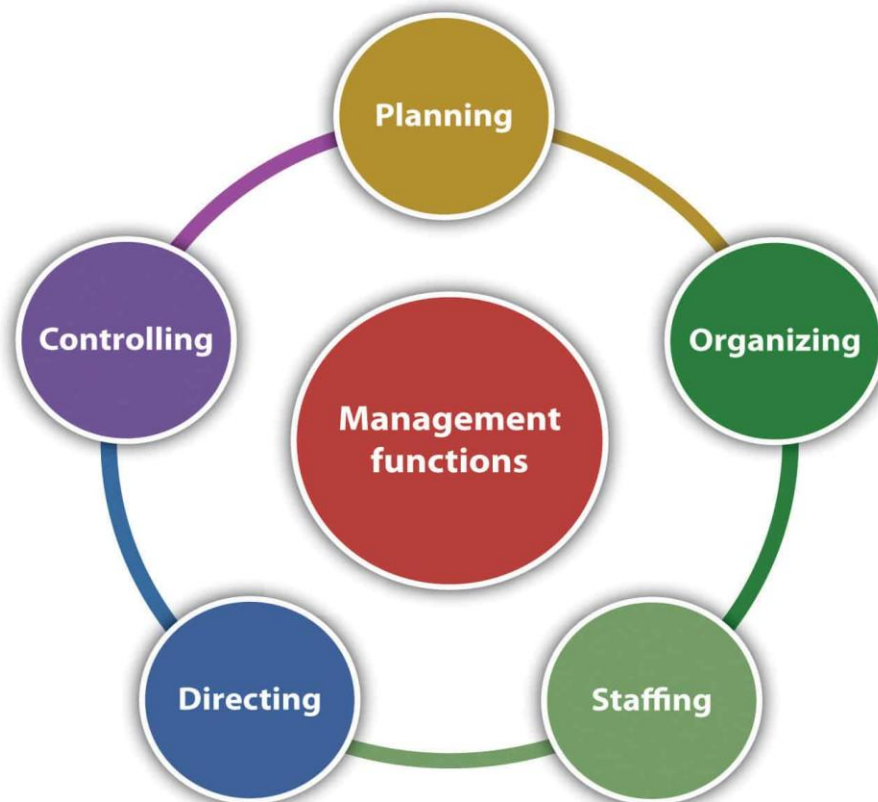 Planning
Organizing
Staffing
Directing
Controlling
Management
functions